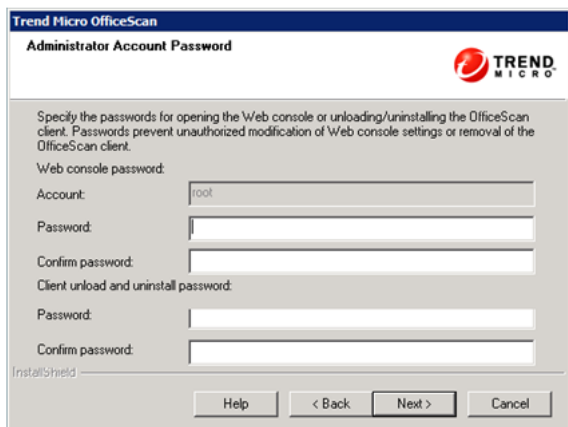 Trend Micro OfficeScan
Administrator Account Password
TREND
MICRO
Specify the passwords for opening the Web console or unloading/uninstalling the OfficeScan
client. Passwords prevent unauthorized modification of Web console settings or removal of the
OfficeScan client.
Web console password:
Account: root
Password:
Confirm password:
Client unload and uninstall password:
Password:
Confirm password:
InstallShield
Help < Back Next > Cancel